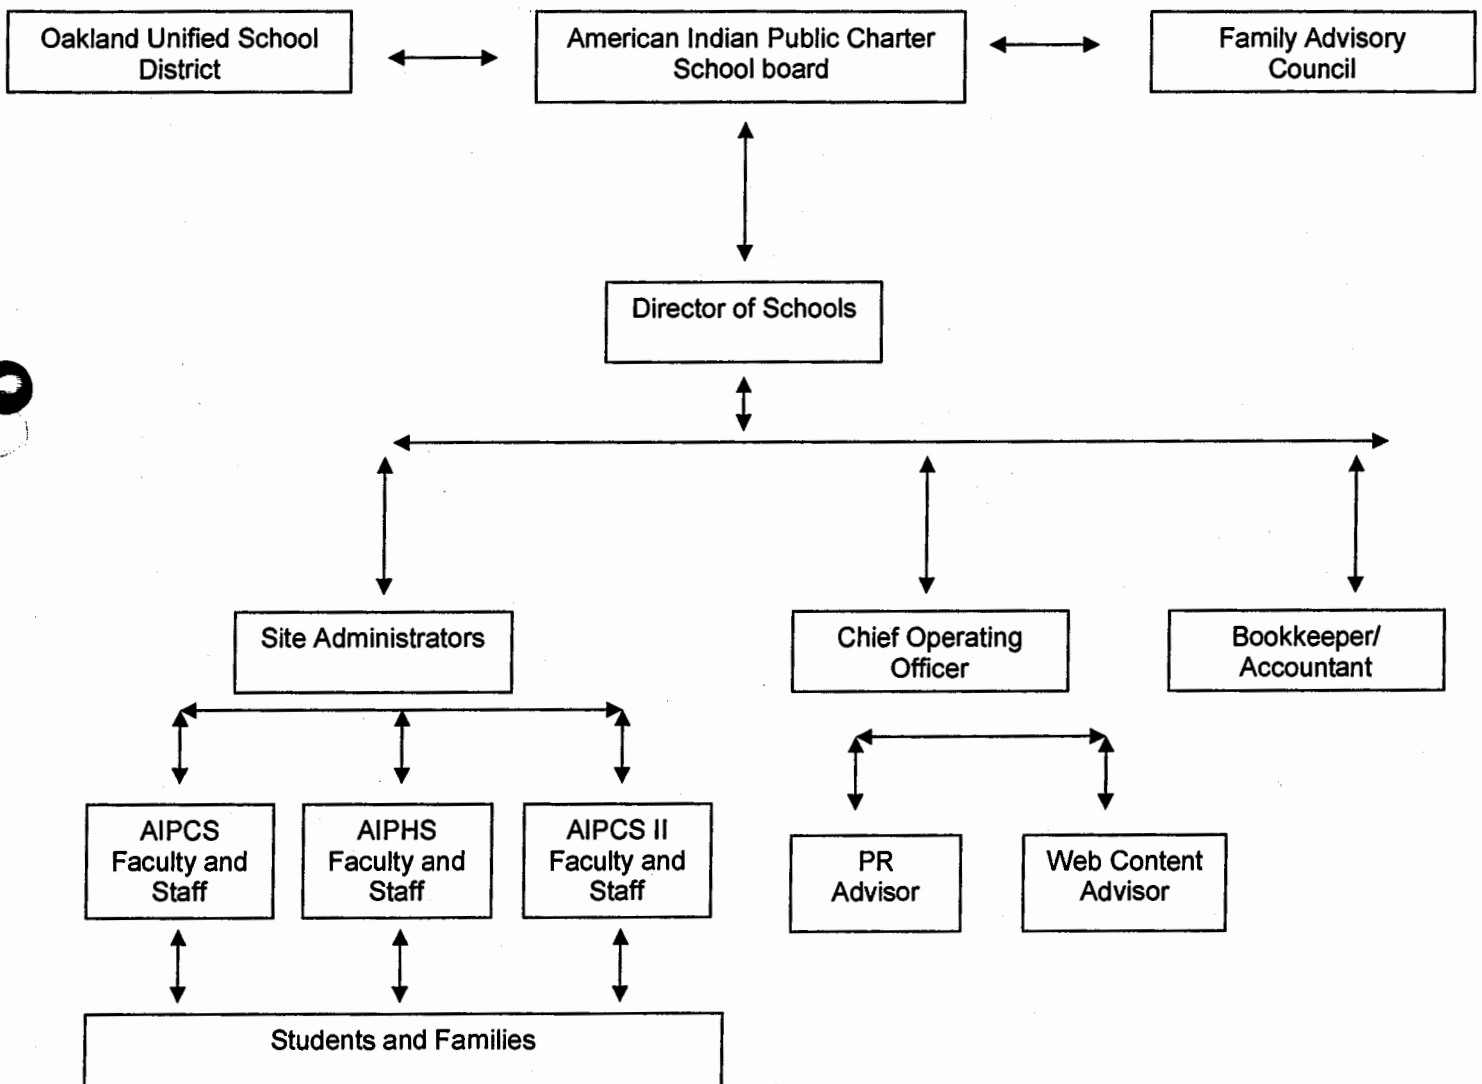 Oakland Unified School
District
American Indian Public Charter
School board
Family Advisory
Council
Director of Schools
Site Administrators
Chief Operating
Officer
Bookkeeper/
Accountant
AIPCS
Faculty and
Staff
AIPHS
Faculty and
Staff
AIPCS II
Faculty and
Staff
PR
Advisor
Web Content
Advisor
Students and Families